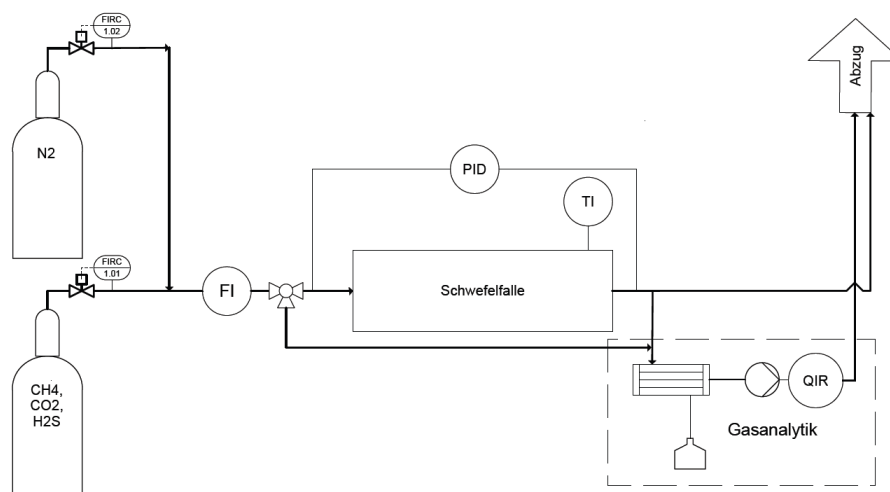 FIRC
1.02
N2
Abzug
PID
TI
FIRC
1.01
FI
Schwefelfalle
CH4,
CO2,
H2S
QIR
Gasanalytik